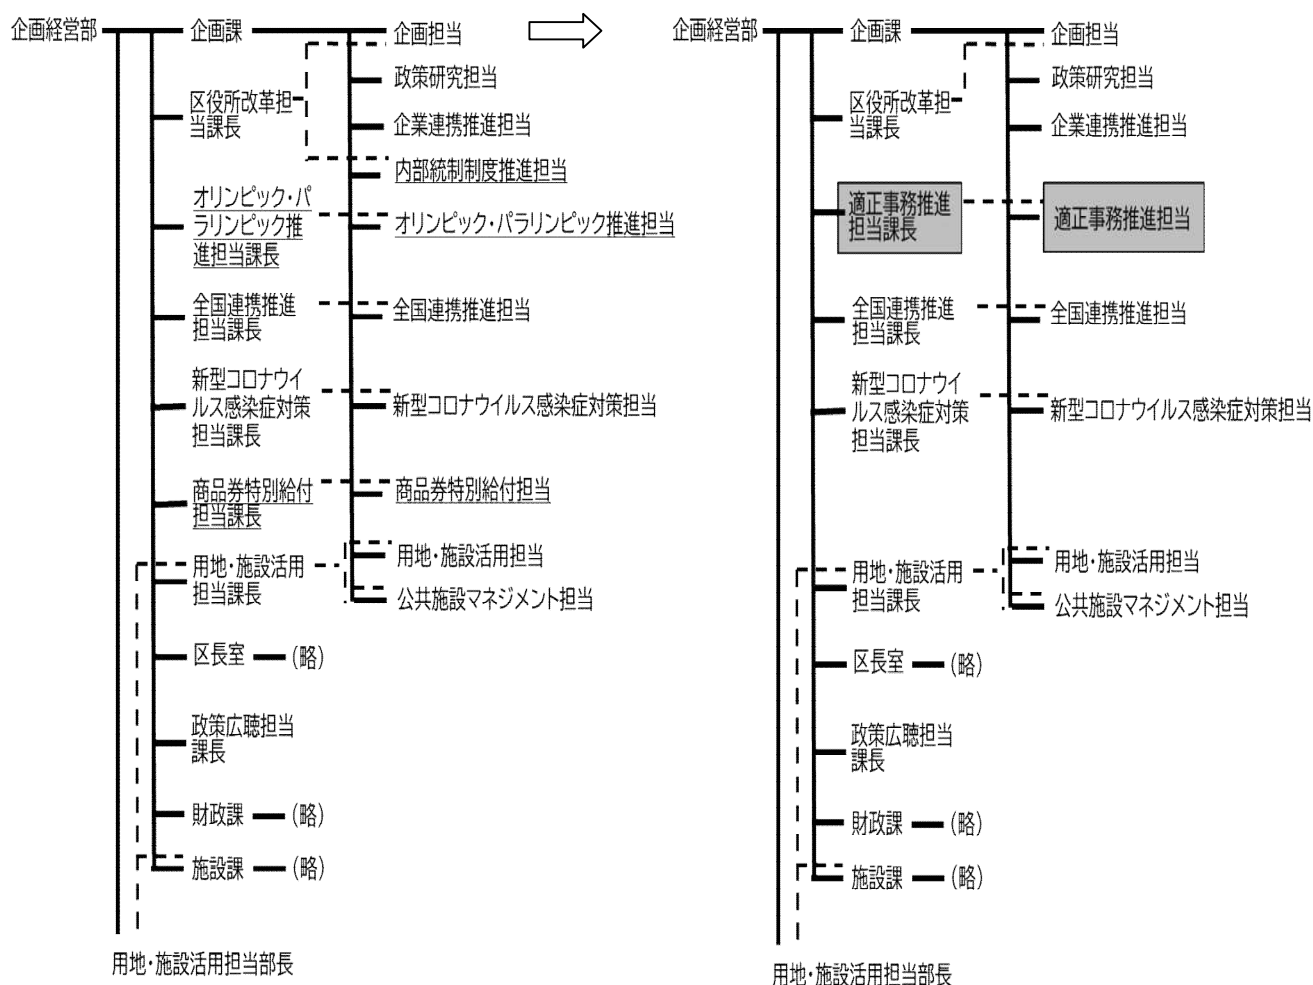 企画経営部
企画課
企画担当
政策研究担当
区役所改革担
当課長
企業連携推進担当
内部統制制度推進担当
オリンピック・パ
ラリンピック推
進担当課長
オリンピック・パラリンピック推進担当
全国連携推進
担当課長
全国連携推進担当
新型コロナウイ
ルス感染症対策
担当課長
新型コロナウイルス感染症対策担当
商品券特別給付
担当課長
商品券特別給付担当
用地・施設活用
担当課長
用地・施設活用担当
公共施設マネジメント担当
区長室
(略)
政策広聴担当
課長
財政課
(略)
施設課
(略)
用地・施設活用担当部長
企画経営部
企画課
企画担当
政策研究担当
区役所改革担
当課長
企業連携推進担当
適正事務推進
担当課長
適正事務推進担当
全国連携推進
担当課長
全国連携推進担当
新型コロナウイ
ルス感染症対策
担当課長
新型コロナウイルス感染症対策担当
用地・施設活用
担当課長
用地・施設活用担当
公共施設マネジメント担当
区長室
(略)
政策広聴担当
課長
財政課
(略)
施設課
(略)
用地・施設活用担当部長